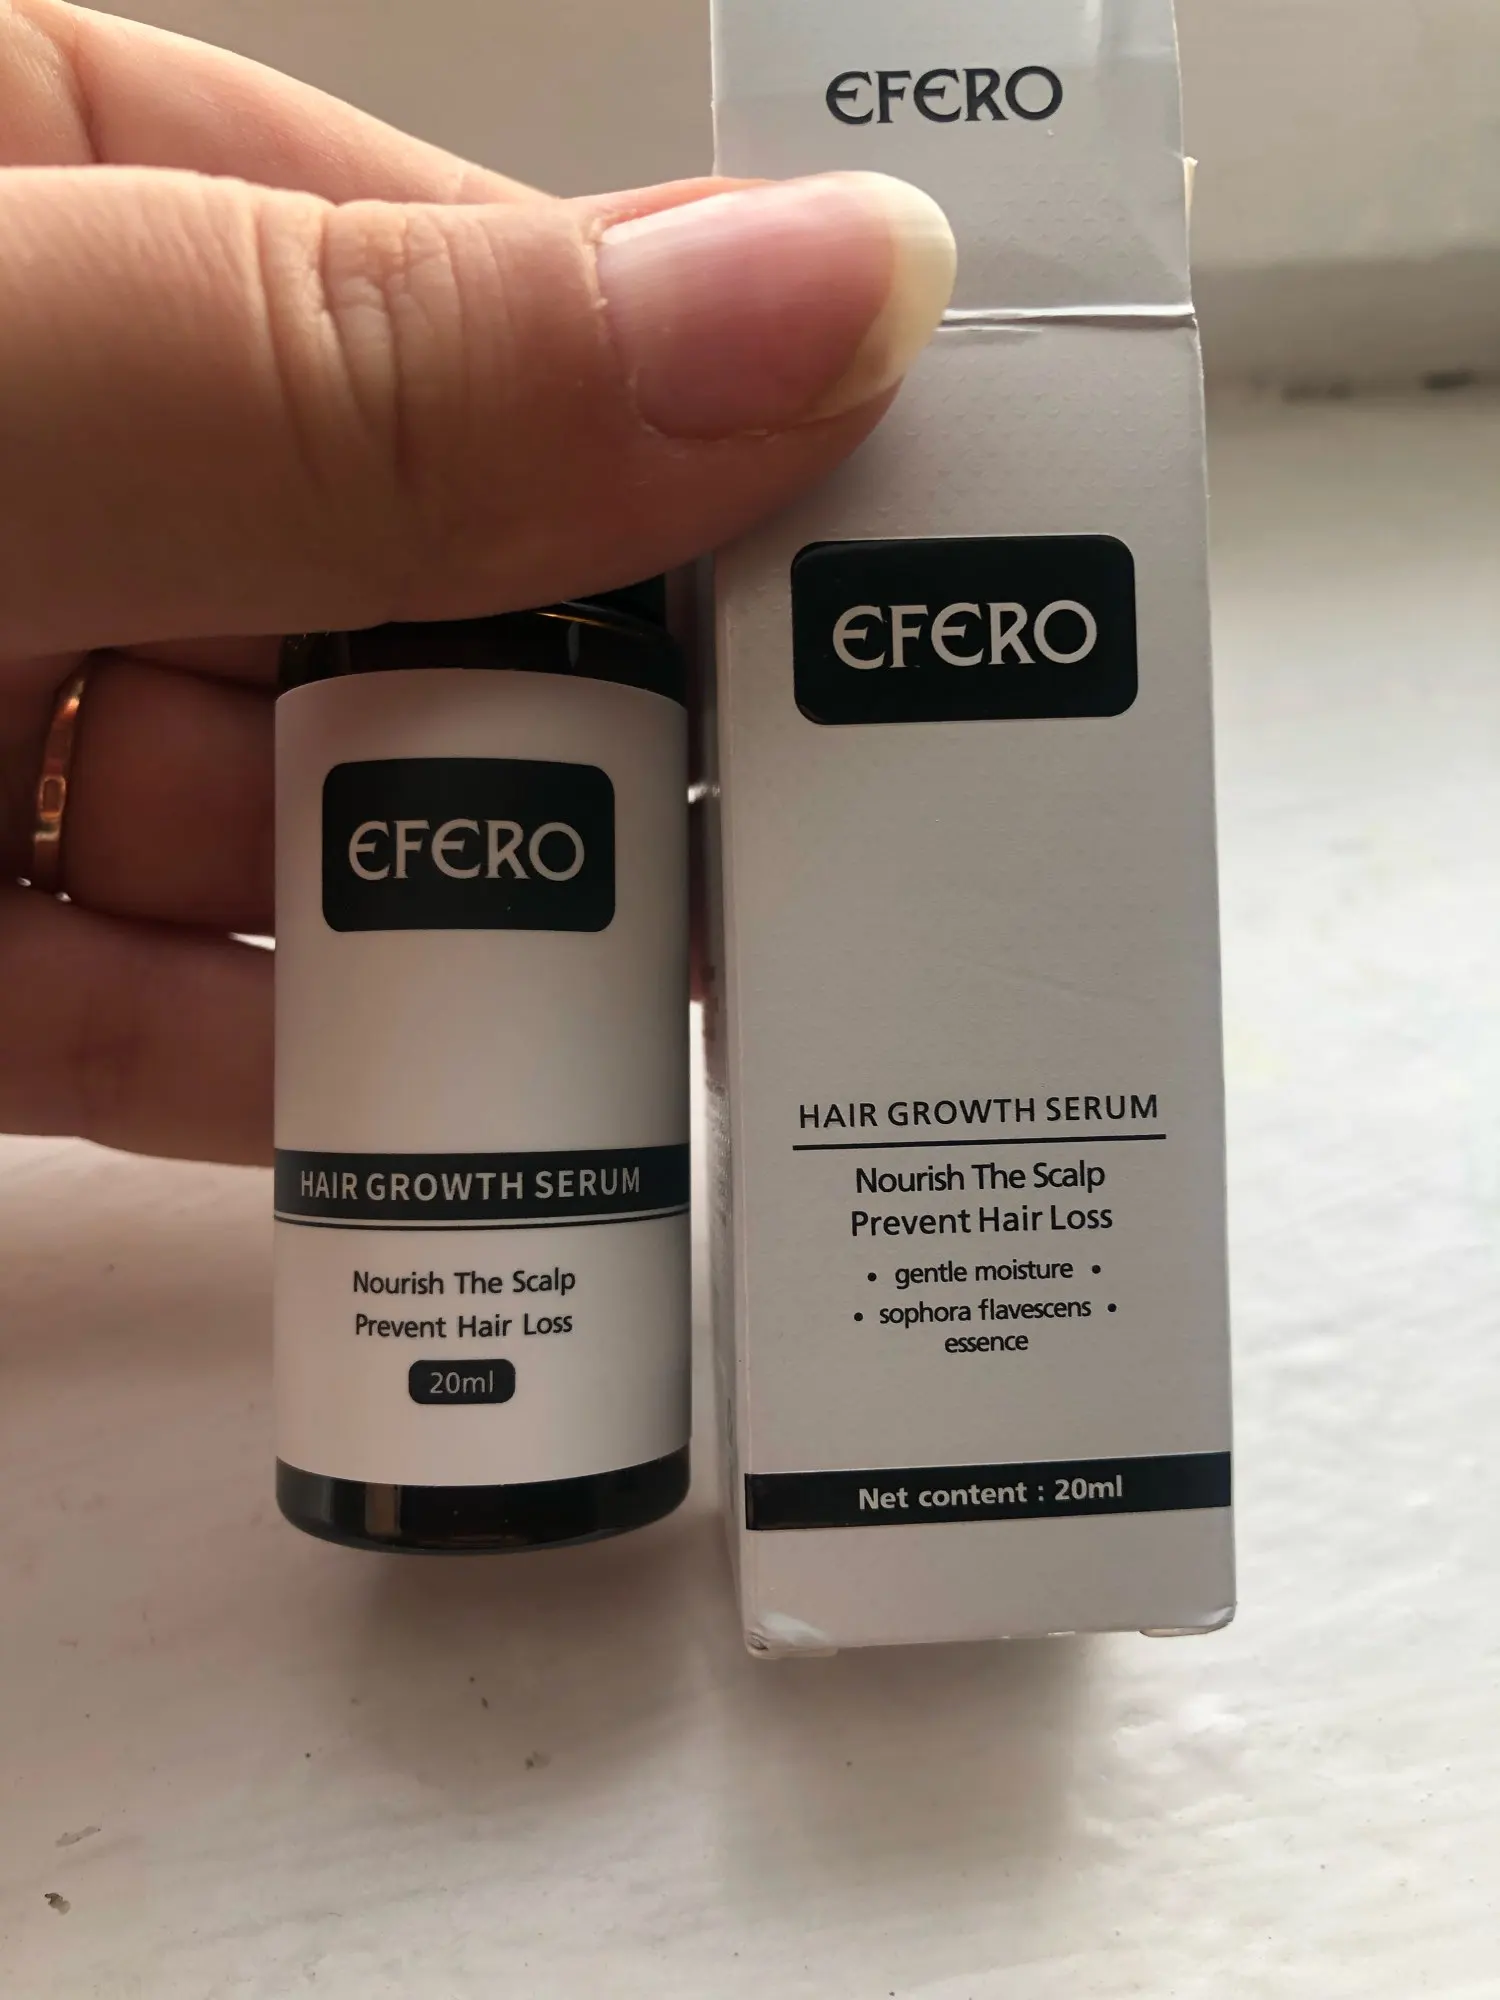 EFERO
EFERO
HAIR GROWTH SERUM
Nourish The Scalp
Prevent Hair Loss
• gentle moisture •
• sophora flavescens •
essence
Net content : 20ml
EFERO
HAIR GROWTH SERUM
Nourish The Scalp
Prevent Hair Loss
20ml